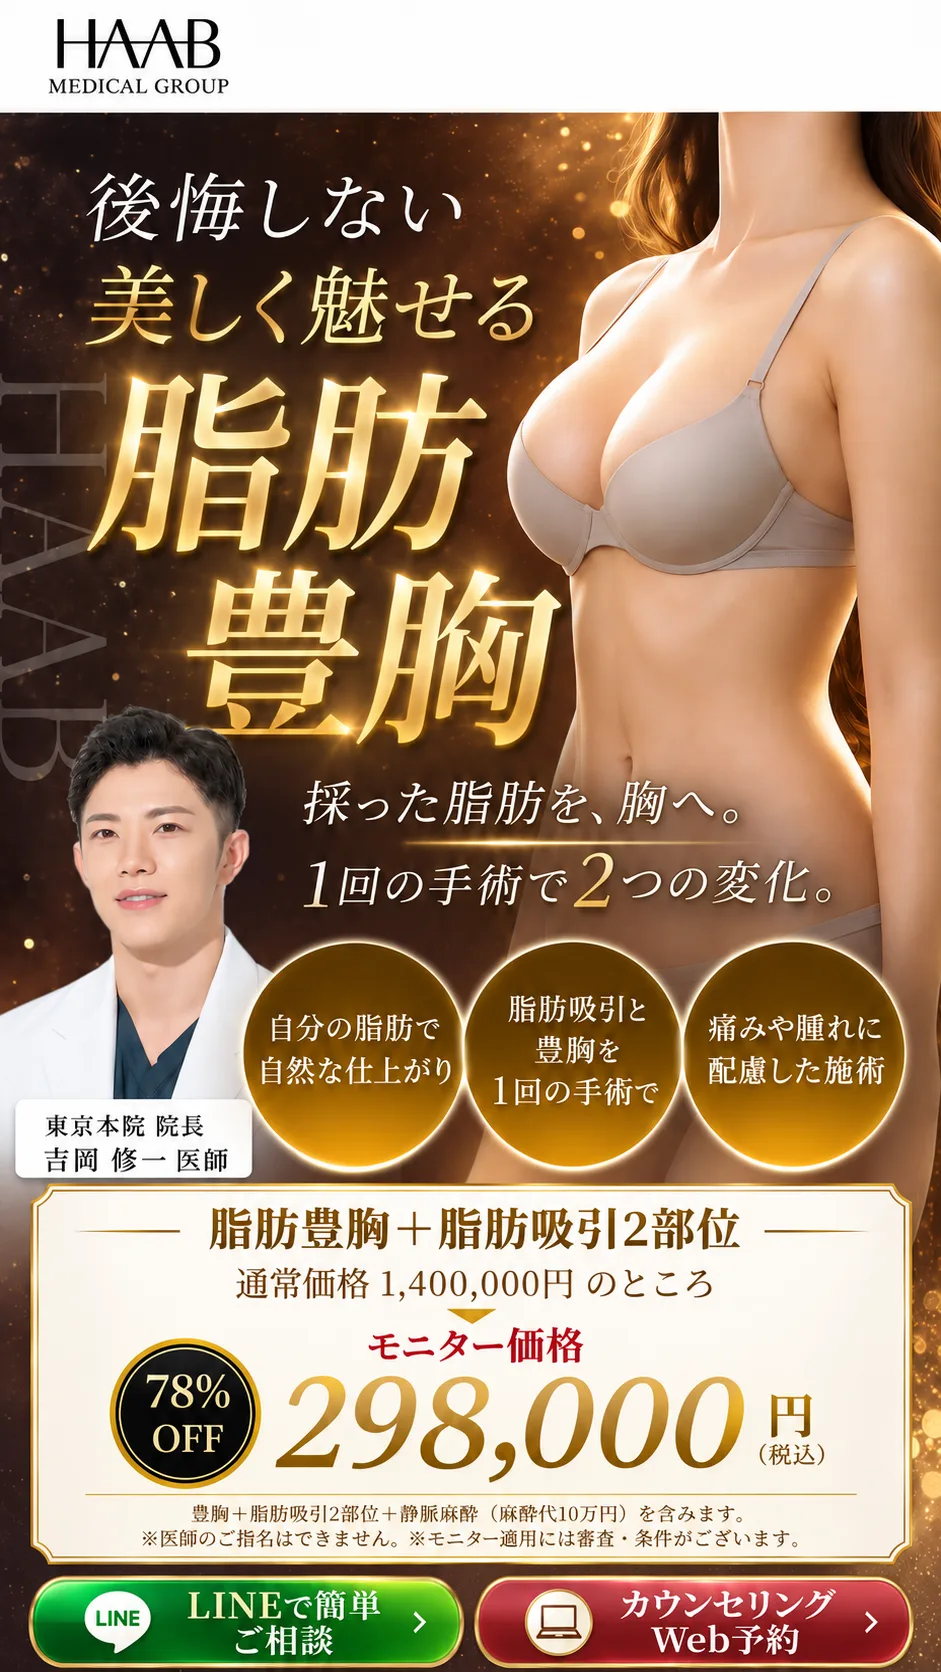 HAAB
MEDICAL GROUP
後悔しない
美しく魅せる
脂肪
豊胸
HAAB
採った脂肪を、胸へ。
1回の手術で2つの変化。
自分の脂肪で
自然な仕上がり
脂肪吸引と
豊胸を
1回の手術で
痛みや腫れに
配慮した施術
東京本院 院長
吉岡 修一 医師
脂肪豊胸＋脂肪吸引2部位
通常価格 1,400,000円 のところ
モニター価格
78%
OFF
298,000
円
（税込）
豊胸＋脂肪吸引2部位＋静脈麻酔（麻酔代10万円）を含みます。
※医師のご指名はできません。※モニター適用には審査・条件がございます。
LINE
LINEで簡単
ご相談
カウンセリング
Web予約